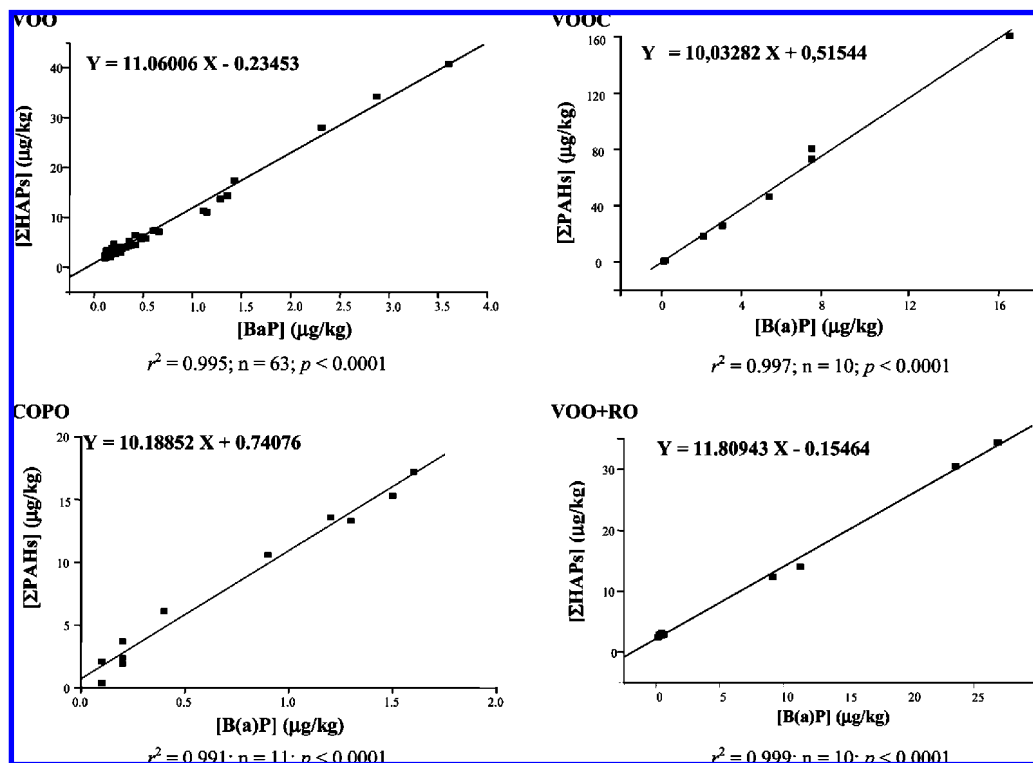 VOO
Y = 11.06006 X - 0.23453
[ΣHAPs] (µg/kg)
40
30
20
10
0
0.0 0.5 1.0 1.5 2.0 2.5 3.0 3.5 4.0
[BaP] (µg/kg)
r² = 0.995; n = 63; p < 0.0001
VOOC
Y = 10,03282 X + 0,51544
[ΣPAHs] (µg/kg)
160
120
80
40
0
0 4 8 12 16
[B(a)P] (µg/kg)
r² = 0.997; n = 10; p < 0.0001
COPO
Y = 10.18852 X + 0.74076
[ΣPAHs] (µg/kg)
20
15
10
5
0
0.0 0.5 1.0 1.5 2.0
[B(a)P] (µg/kg)
r² = 0.991; n = 11; p < 0.0001
VOO+RO
Y = 11.80943 X - 0.15464
[ΣHAPs] (µg/kg)
30
20
10
0
0 5 10 15 20 25
[B(a)P] (µg/kg)
r² = 0.999; n = 10; p < 0.0001